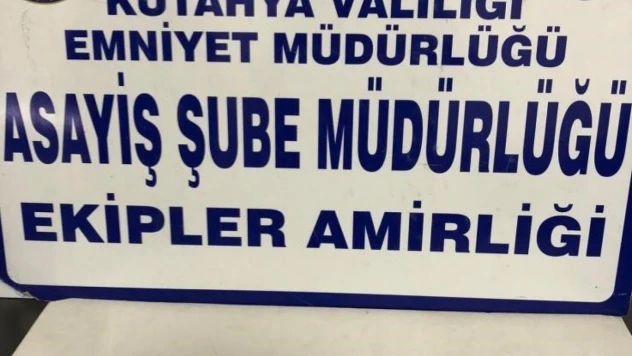 KÜTAHYA VALİLİĞİ
EMNİYET MÜDÜRLÜĞÜ
ASAYİŞ ŞUBE MÜDÜRLÜĞÜ
EKİPLER AMİRLİĞİ